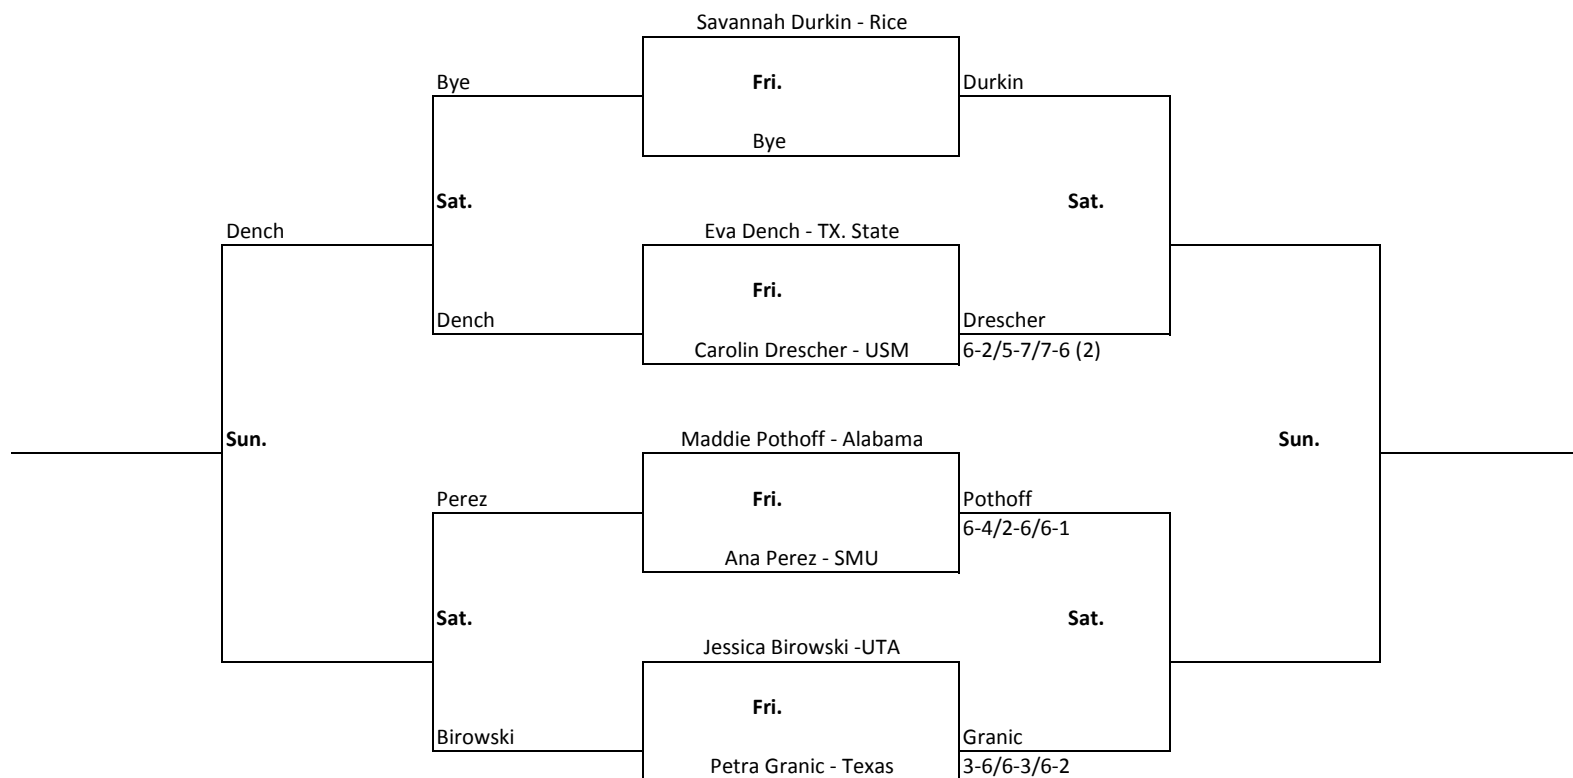 Savannah Durkin - Rice
Bye Fri. Durkin
Bye
Sat. Sat.
Dench Eva Dench - TX. State
Fri.
Dench Drescher
Carolin Drescher - USM 6-2/5-7/7-6 (2)
Sun. Maddie Pothoff - Alabama Sun.
Perez Fri. Pothoff
6-4/2-6/6-1
Ana Perez - SMU
Sat. Sat.
Jessica Birowski -UTA
Fri.
Birowski Granic
Petra Granic - Texas 3-6/6-3/6-2